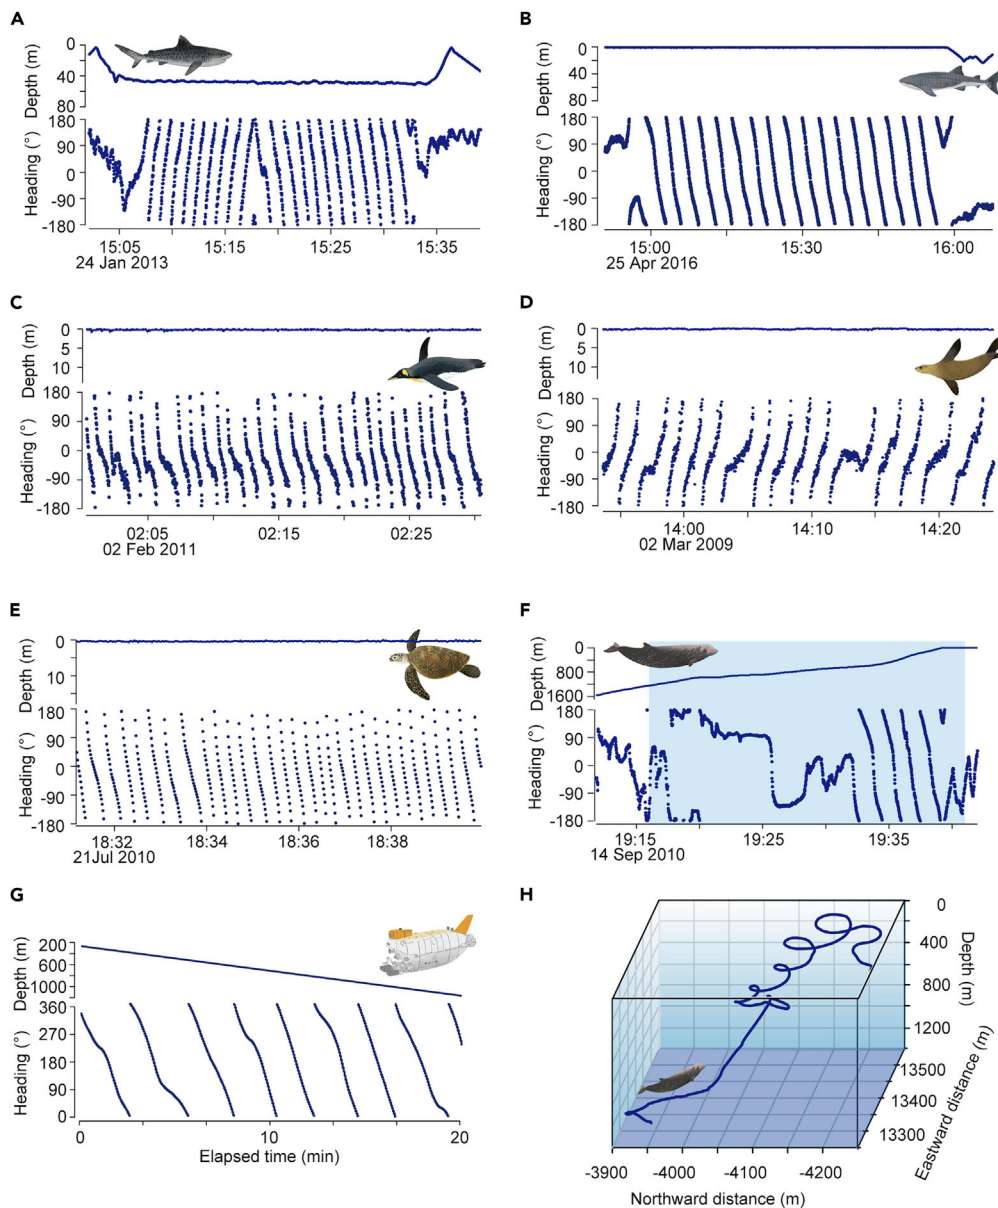 A
Depth (m)
0
40
80
Heading (°)
180
90
0
-90
-180
15:05
15:15
15:25
15:35
24 Jan 2013
B
Depth (m)
0
40
80
Heading (°)
180
90
0
-90
-180
15:00
15:30
16:00
25 Apr 2016
C
Depth (m)
0
5
10
Heading (°)
180
90
0
-90
-180
02:05
02:15
02:25
02 Feb 2011
D
Depth (m)
0
5
10
Heading (°)
180
90
0
-90
-180
14:00
14:10
14:20
02 Mar 2009
E
Depth (m)
0
10
Heading (°)
180
90
0
-90
-180
18:32
18:34
18:36
18:38
21Jul 2010
F
Depth (m)
0
800
1600
Heading (°)
180
90
0
-90
-180
19:15
19:25
19:35
14 Sep 2010
G
Depth (m)
200
600
1000
Heading (°)
360
270
180
90
0
0
10
20
Elapsed time (min)
H
0
400
800
1200
Depth (m)
13500
13400
13300
Eastward distance (m)
-3900
-4000
-4100
-4200
Northward distance (m)